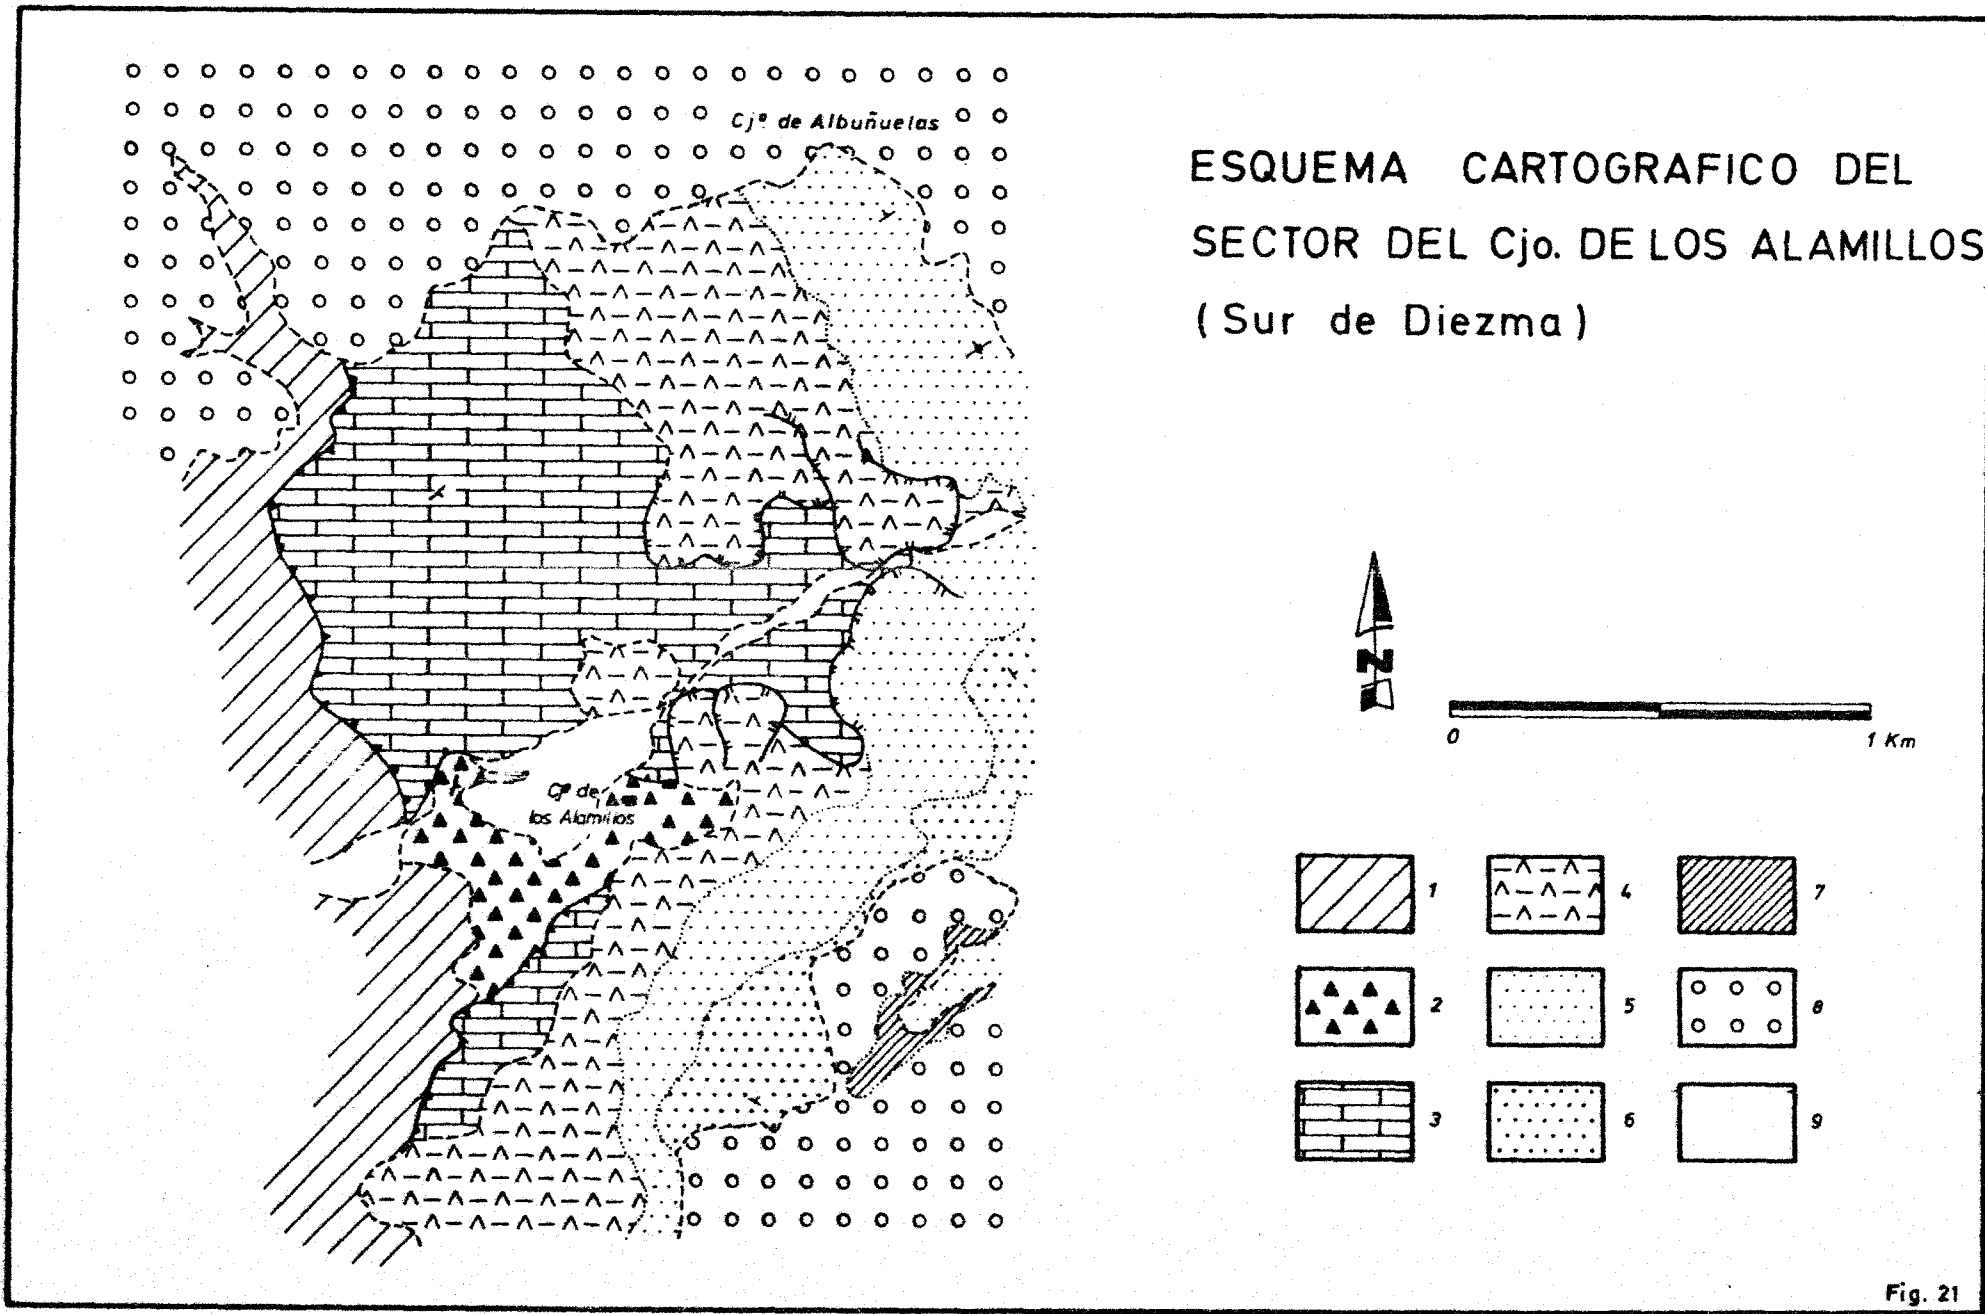 Cjº de Albuñuelas
ESQUEMA CARTOGRAFICO DEL
SECTOR DEL Cjo. DE LOS ALAMILLOS
(Sur de Diezma)
N
0 1 Km
Cjº de
los Alamillos
1 4 7
2 5 8
3 6 9
Fig. 21